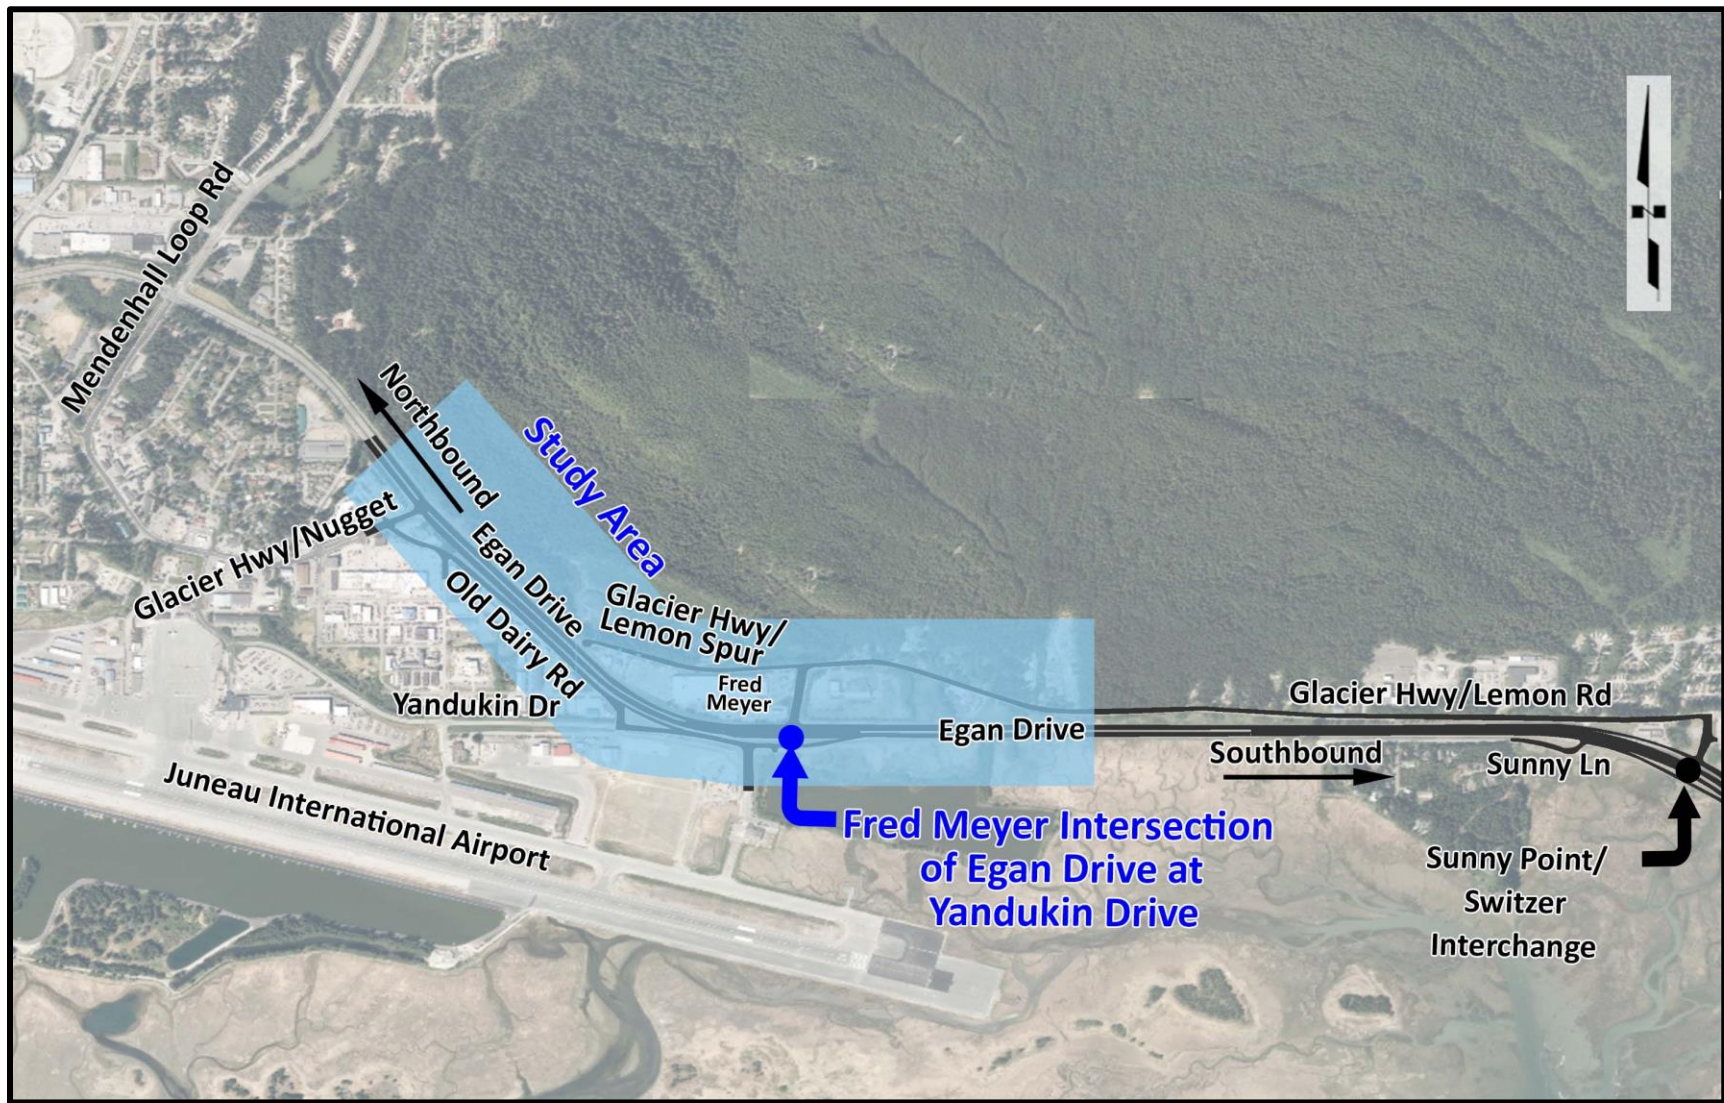 Mendenhall Loop Rd
Northbound
Study Area
Glacier Hwy/Nugget
Egan Drive
Old Dairy Rd
Glacier Hwy/
Lemon Spur
Fred
Meyer
Yandukin Dr
Egan Drive
Glacier Hwy/Lemon Rd
Southbound
Sunny Ln
Juneau International Airport
Fred Meyer Intersection
of Egan Drive at
Yandukin Drive
Sunny Point/
Switzer
Interchange
N